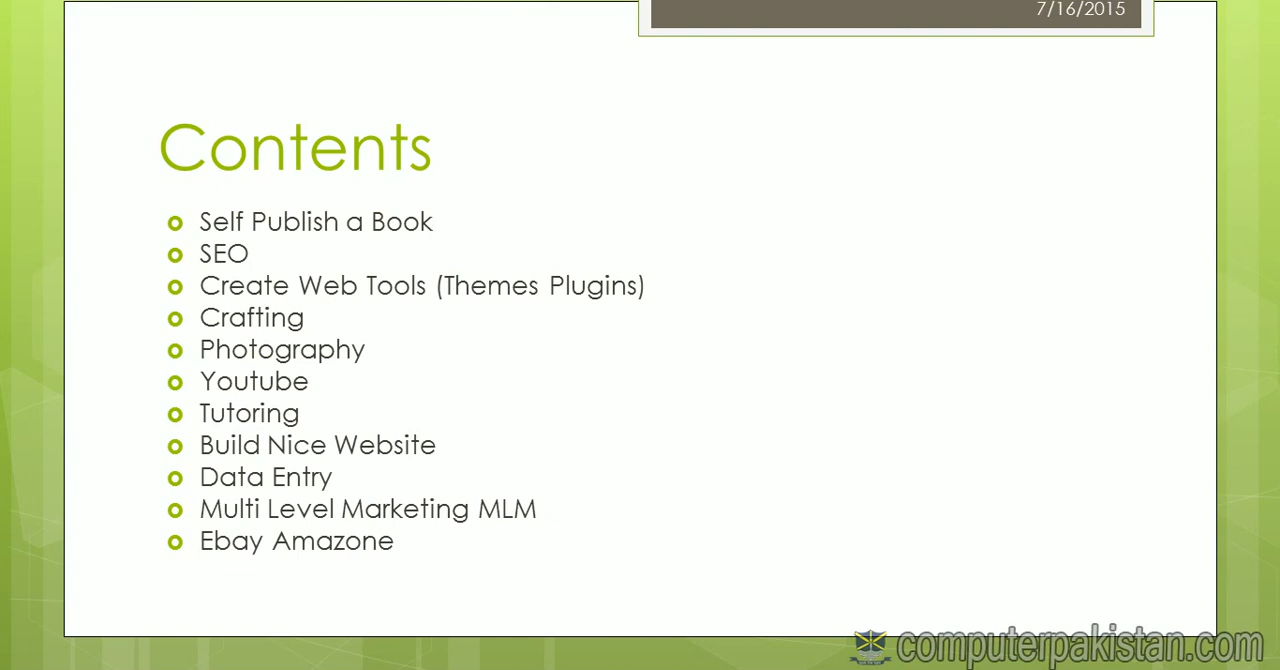 7/16/2015
Contents
Self Publish a Book
SEO
Create Web Tools (Themes Plugins)
Crafting
Photography
Youtube
Tutoring
Build Nice Website
Data Entry
Multi Level Marketing MLM
Ebay Amazone
computerpakistan.com